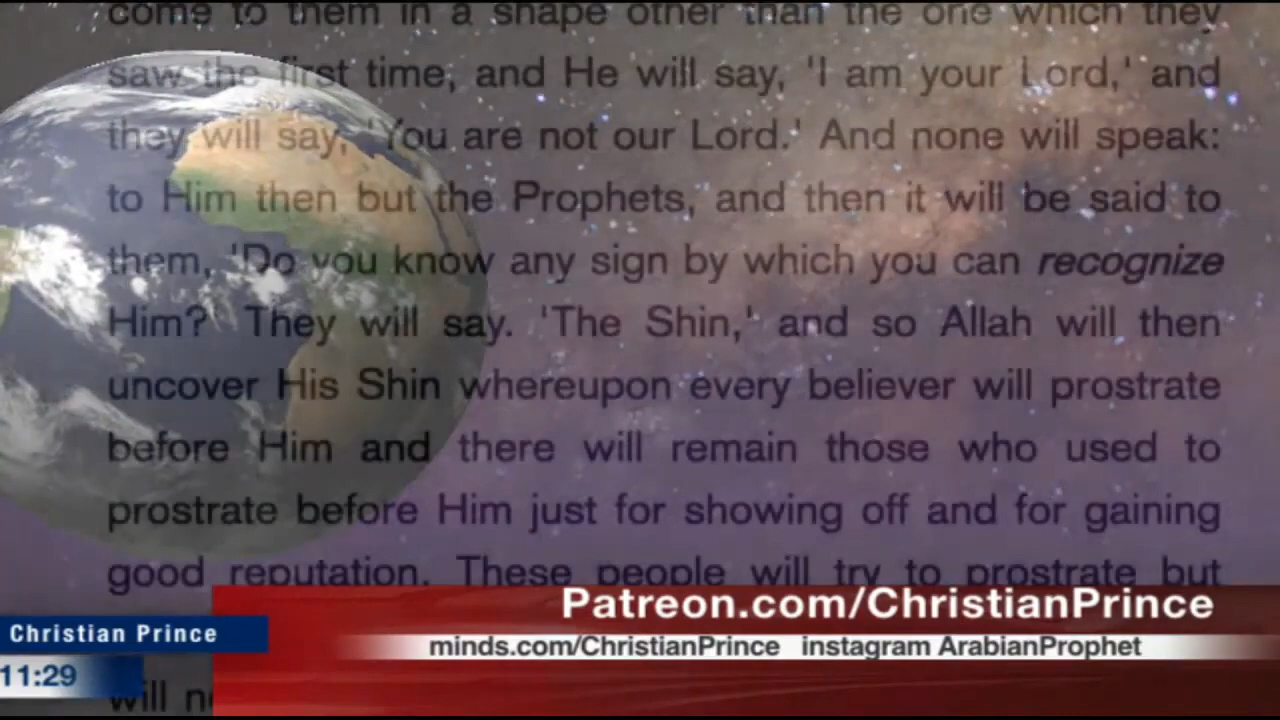 come to them in a shape other than the one which they
saw the first time, and He will say, 'I am your Lord,' and
they will say, 'You are not our Lord.' And none will speak:
to Him then but the Prophets, and then it will be said to
them, 'Do you know any sign by which you can recognize
Him?' They will say. 'The Shin,' and so Allah will then
uncover His Shin whereupon every believer will prostrate
before Him and there will remain those who used to
prostrate before Him just for showing off and for gaining
good reputation. These people will try to prostrate but
Patreon.com/ChristianPrince
Christian Prince
minds.com/ChristianPrince instagram ArabianProphet
11:29
will